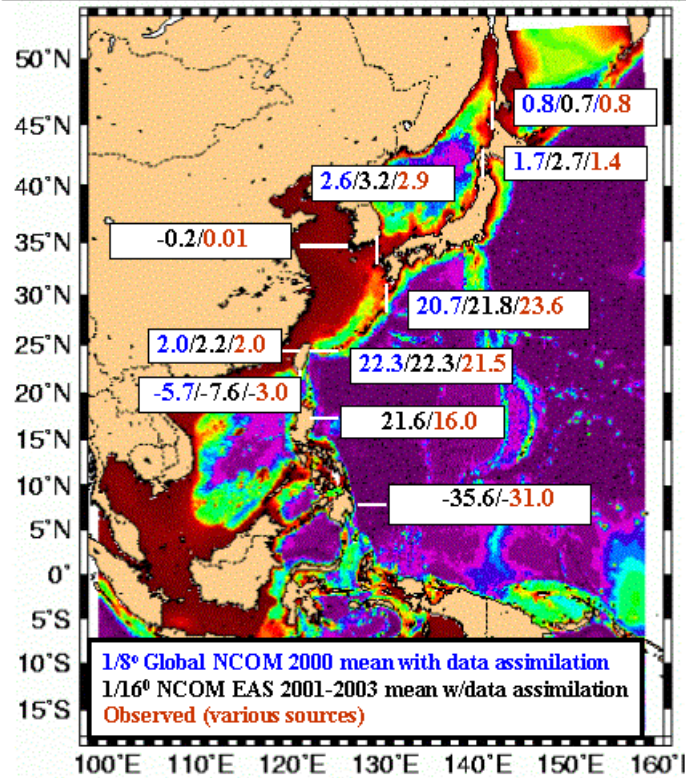 50°N
0.8/0.7/0.8
45°N
1.7/2.7/1.4
2.6/3.2/2.9
40°N
-0.2/0.01
35°N
30°N
20.7/21.8/23.6
2.0/2.2/2.0
25°N
22.3/22.3/21.5
-5.7/-7.6/-3.0
20°N
21.6/16.0
15°N
10°N
-35.6/-31.0
5°N
0°
5°S
1/8º Global NCOM 2000 mean with data assimilation
10°S
1/16⁰ NCOM EAS 2001-2003 mean w/data assimilation
15°S
Observed (various sources)
100°E 120°E 130°E 140°E 150°E 160°E